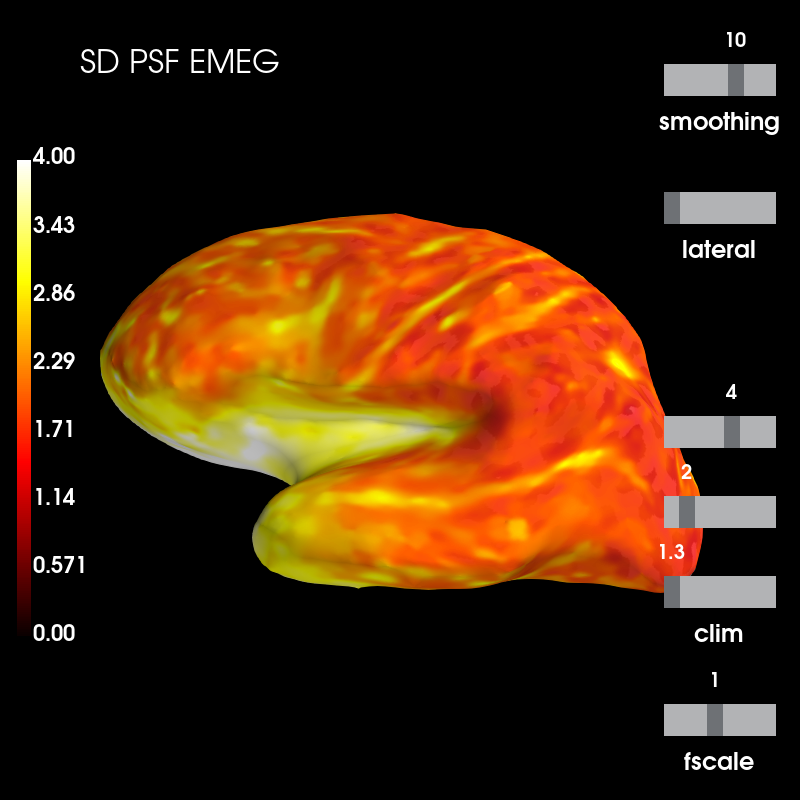 SD PSF EMEG
10
smoothing
4.00
3.43
2.86
2.29
1.71
1.14
0.571
0.00
lateral
4
2
1.3
clim
1
fscale